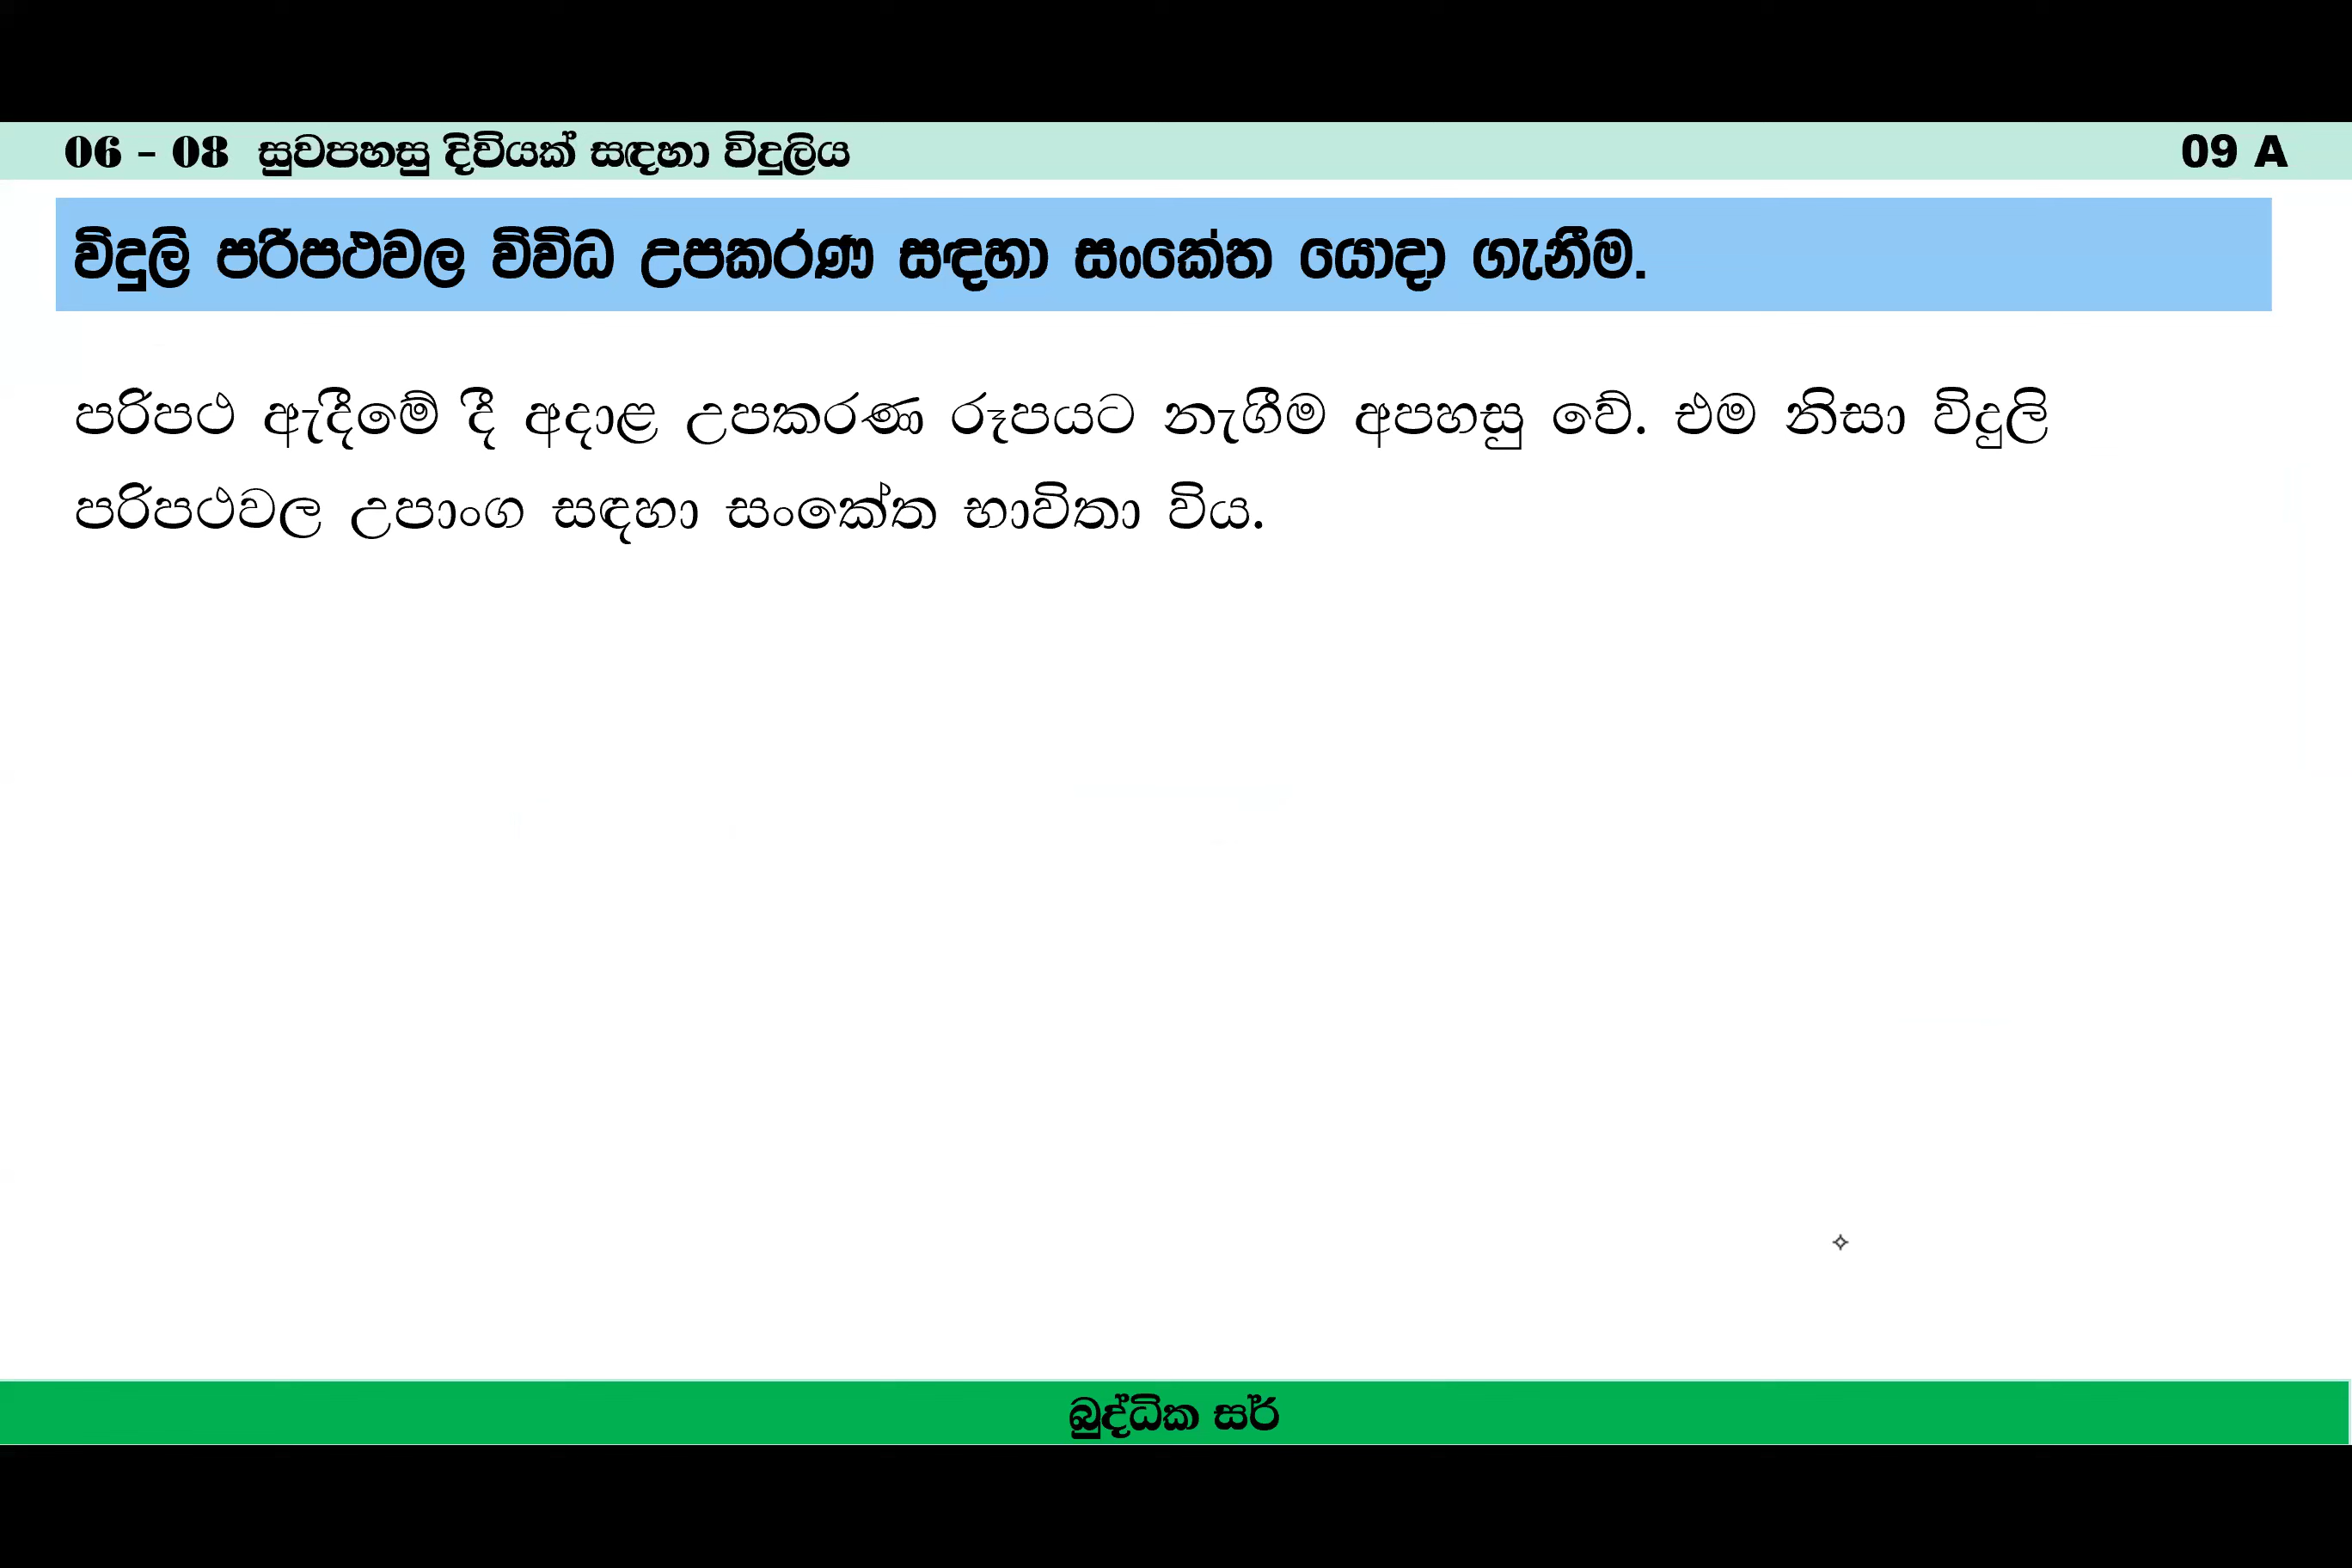 06 - 08 සුවපහසු දිවියක් සඳහා විදුලිය
09 A
විදුලි පරිපථවල විවිධ උපකරණ සඳහා සංකේත යොදා ගැනීම.
පරිපථ ඇඳීමේ දී අදාළ උපකරණ රූපයට නැගීම අපහසු වේ. එම නිසා විදුලි
පරිපථවල උපාංග සඳහා සංකේත භාවිතා විය.
බුද්ධික සර්